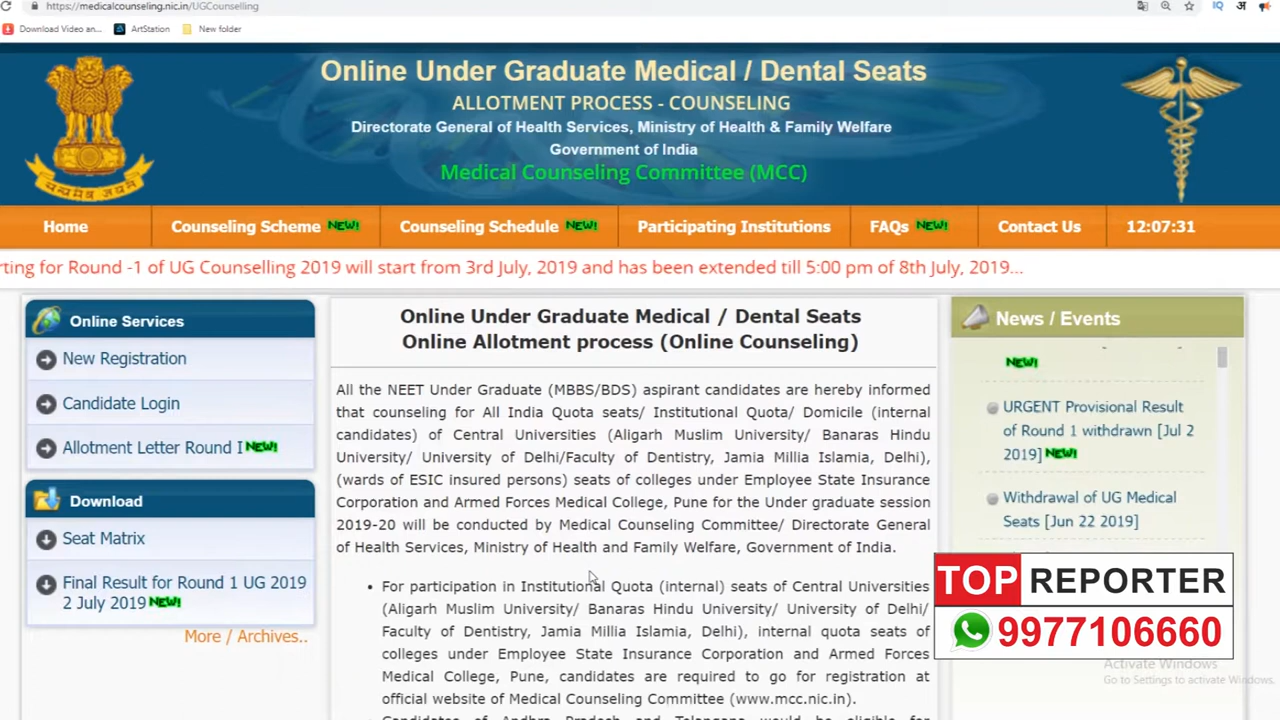 https://medicalcounseling.nic.in/UGCounselling
Download Video an...
ArtStation
New folder
Online Under Graduate Medical / Dental Seats
ALLOTMENT PROCESS - COUNSELING
Directorate General of Health Services, Ministry of Health & Family Welfare
Government of India
Medical Counseling Committee (MCC)
सत्यमेव जयते
Home
Counseling Scheme NEW!
Counseling Schedule NEW!
Participating Institutions
FAQs NEW!
Contact Us
12:07:31
rting for Round -1 of UG Counselling 2019 will start from 3rd July, 2019 and has been extended till 5:00 pm of 8th July, 2019...
Online Services
New Registration
Candidate Login
Allotment Letter Round I NEW!
Download
Seat Matrix
Final Result for Round 1 UG 2019
2 July 2019 NEW!
More / Archives..
Online Under Graduate Medical / Dental Seats
Online Allotment process (Online Counseling)
All the NEET Under Graduate (MBBS/BDS) aspirant candidates are hereby informed
that counseling for All India Quota seats/ Institutional Quota/ Domicile (internal
candidates) of Central Universities (Aligarh Muslim University/ Banaras Hindu
University/ University of Delhi/Faculty of Dentistry, Jamia Millia Islamia, Delhi),
(wards of ESIC insured persons) seats of colleges under Employee State Insurance
Corporation and Armed Forces Medical College, Pune for the Under graduate session
2019-20 will be conducted by Medical Counseling Committee/ Directorate General
of Health Services, Ministry of Health and Family Welfare, Government of India.
• For participation in Institutional Quota (internal) seats of Central Universities
(Aligarh Muslim University/ Banaras Hindu University/ University of Delhi/
Faculty of Dentistry, Jamia Millia Islamia, Delhi), internal quota seats of
colleges under Employee State Insurance Corporation and Armed Forces
Medical College, Pune, candidates are required to go for registration at
official website of Medical Counseling Committee (www.mcc.nic.in).
Candidates of Andhra Pradesh and Telangana would be eligible for
News / Events
NEW!
URGENT Provisional Result
of Round 1 withdrawn [Jul 2
2019] NEW!
Withdrawal of UG Medical
Seats [Jun 22 2019]
TOP REPORTER
9977106660
Activate Windows
Go to Settings to activate Windows.
IQ
अ